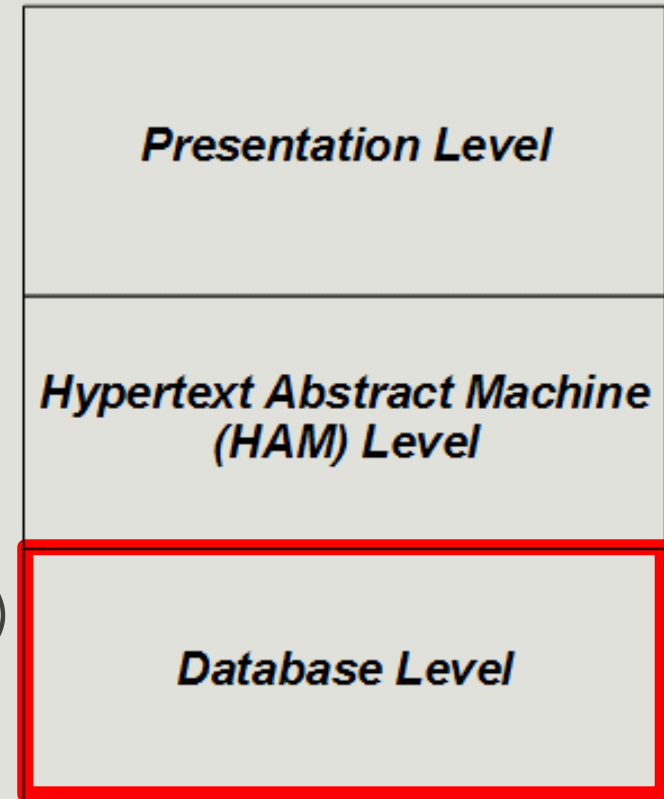 Presentation Level
Hypertext Abstract Machine
(HAM) Level
)
Database Level